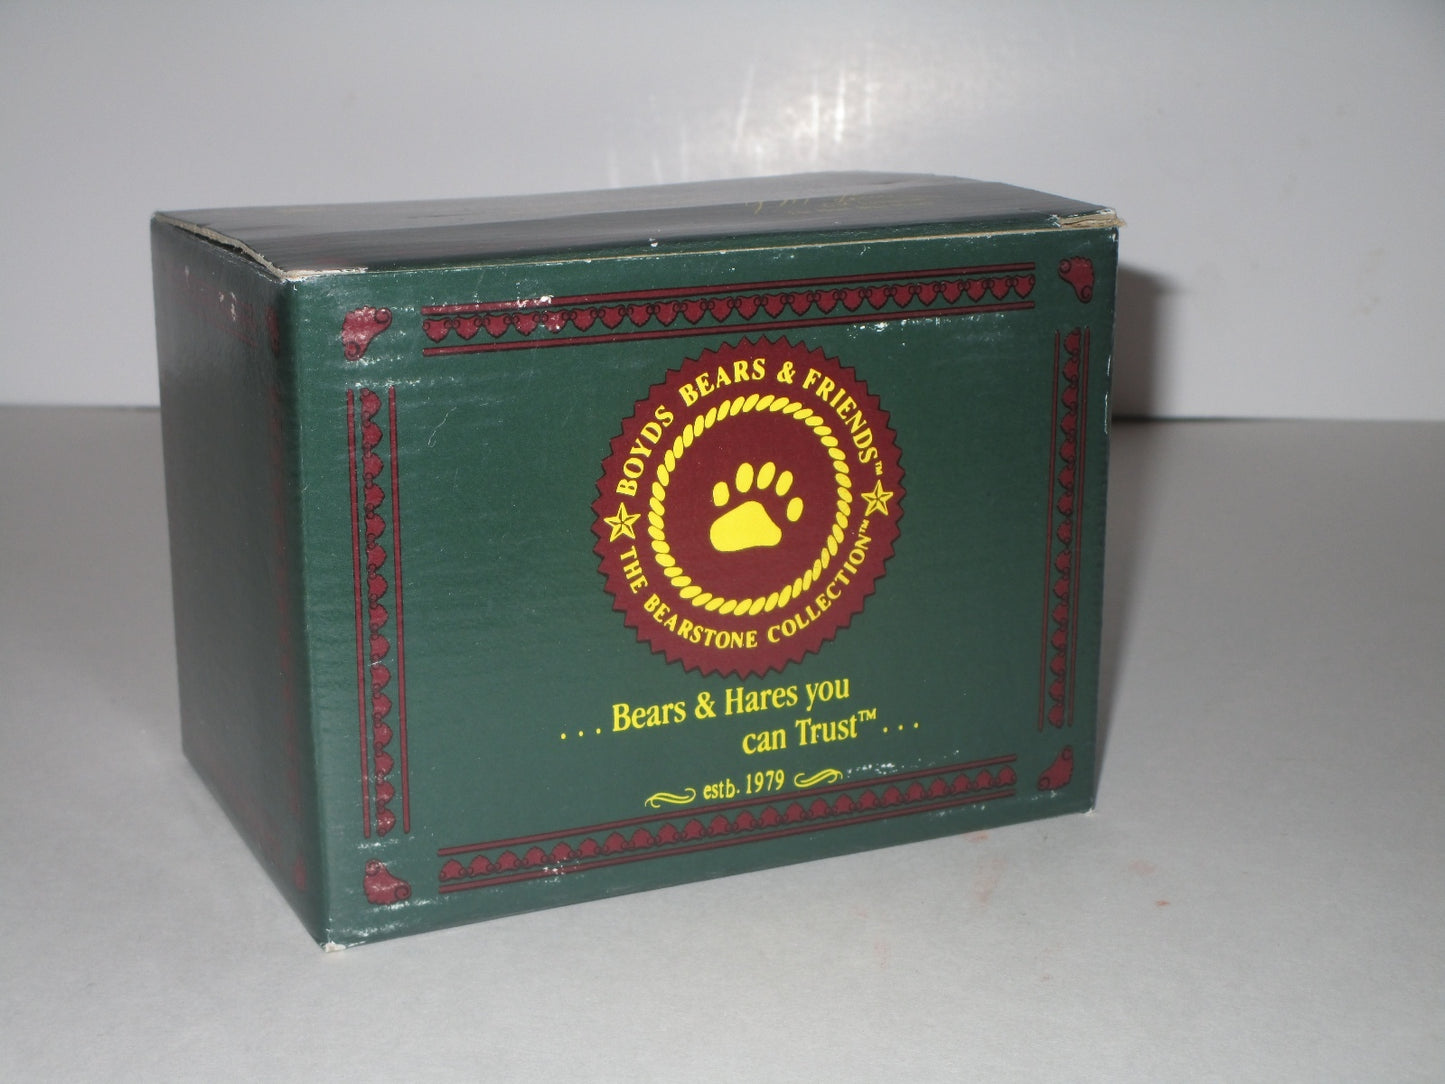 BOYDS BEARS & FRIENDS™
THE BEARSTONE COLLECTION™
...Bears & Hares you
can Trust™...
estb. 1979